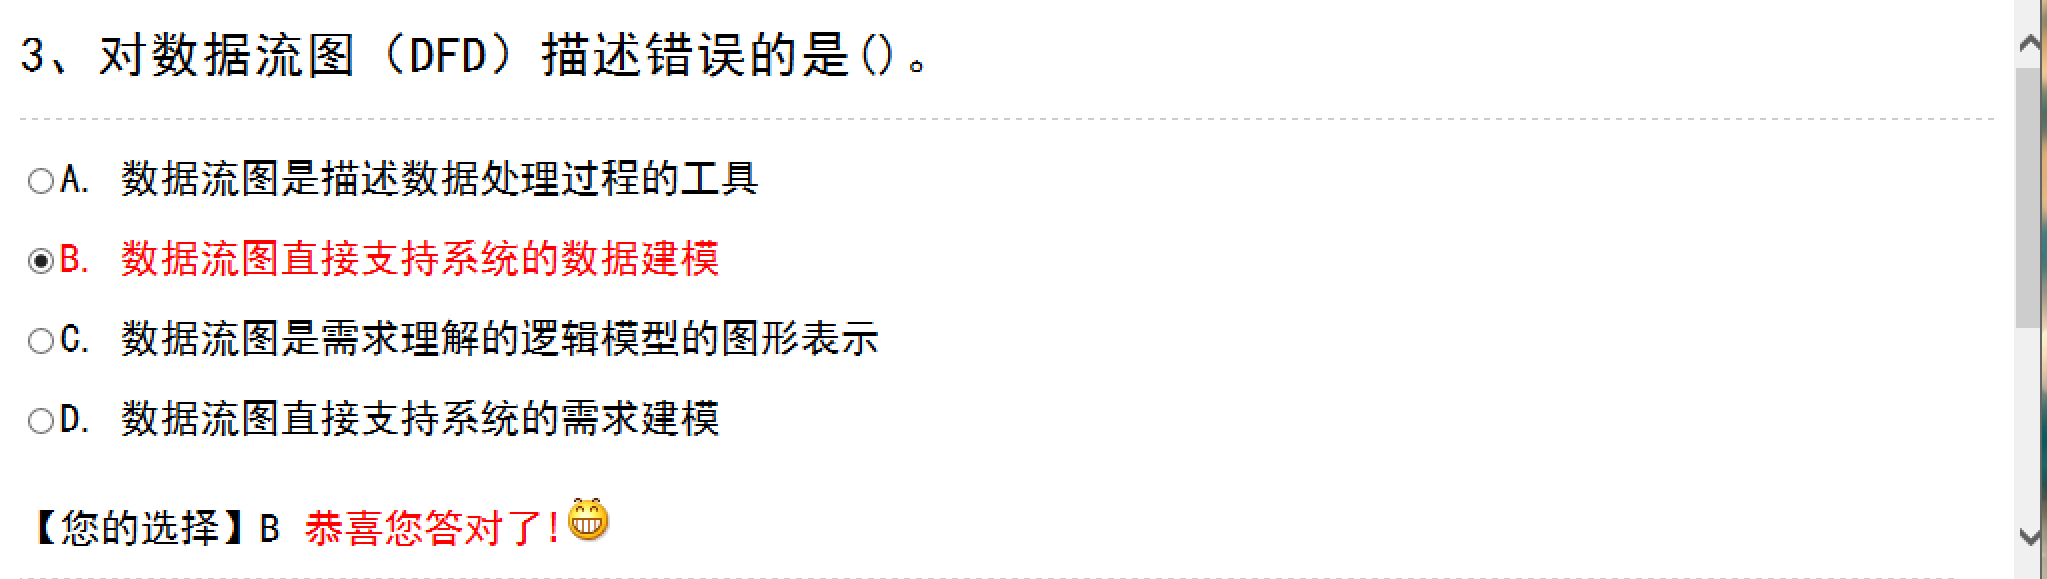 3、对数据流图（DFD）描述错误的是()。
A. 数据流图是描述数据处理过程的工具
B. 数据流图直接支持系统的数据建模
C. 数据流图是需求理解的逻辑模型的图形表示
D. 数据流图直接支持系统的需求建模
【您的选择】B 恭喜您答对了!